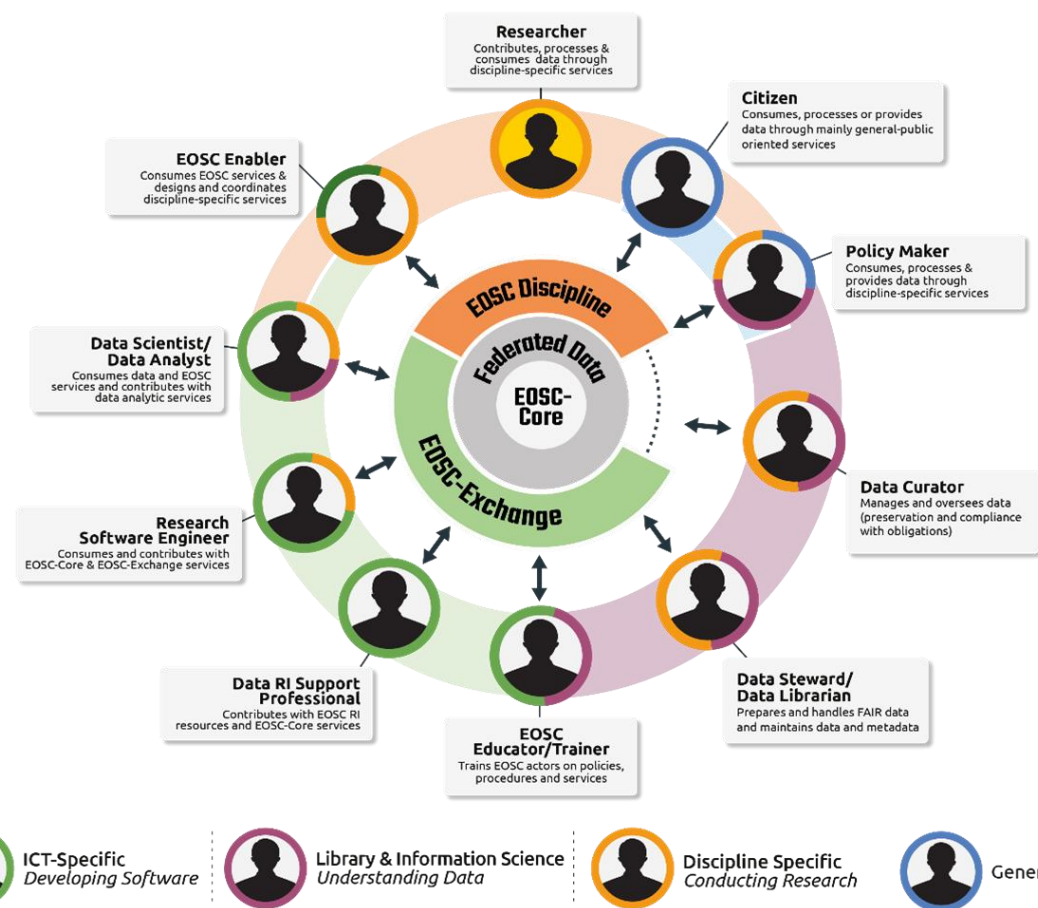 Researcher
Contributes, processes &
consumes data through
discipline-specific services
Citizen
Consumes, processes or provides
data through mainly general-public
oriented services
EOSC Enabler
Consumes EOSC services &
designs and coordinates
discipline-specific services
Policy Maker
Consumes, processes &
provides data through
discipline-specific services
EOSC Discipline
Federated Data
EOSC-
Core
EOSC-Exchange
Data Scientist/
Data Analyst
Consumes data and EOSC
services and contributes with
data analytic services
Data Curator
Manages and oversees data
(preservation and compliance
with obligations)
Research
Software Engineer
Consumes and contributes with
EOSC-Core & EOSC-Exchange services
Data RI Support
Professional
Contributes with EOSC RI
resources and EOSC-Core services
EOSC
Educator/Trainer
Trains EOSC actors on policies,
procedures and services
Data Steward/
Data Librarian
Prepares and handles FAIR data
and maintains data and metadata
ICT-Specific
Developing Software
Library & Information Science
Understanding Data
Discipline Specific
Conducting Research